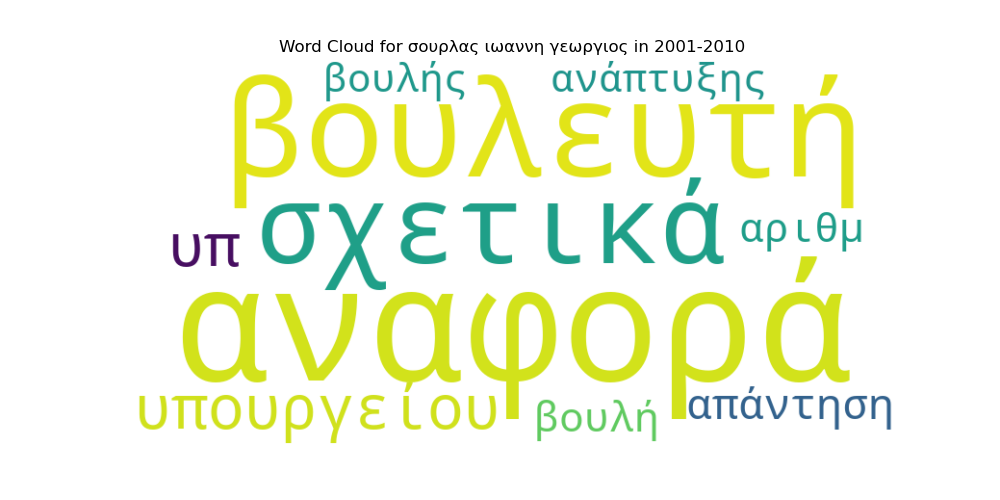 Word Cloud for σουρλας ιωαννη γεωργιος in 2001-2010
βουλής ανάπτυξης
βουλευτή
σχετικά
αριθμ
υπ
αναφορά
υπουργείου
βουλή
απάντηση